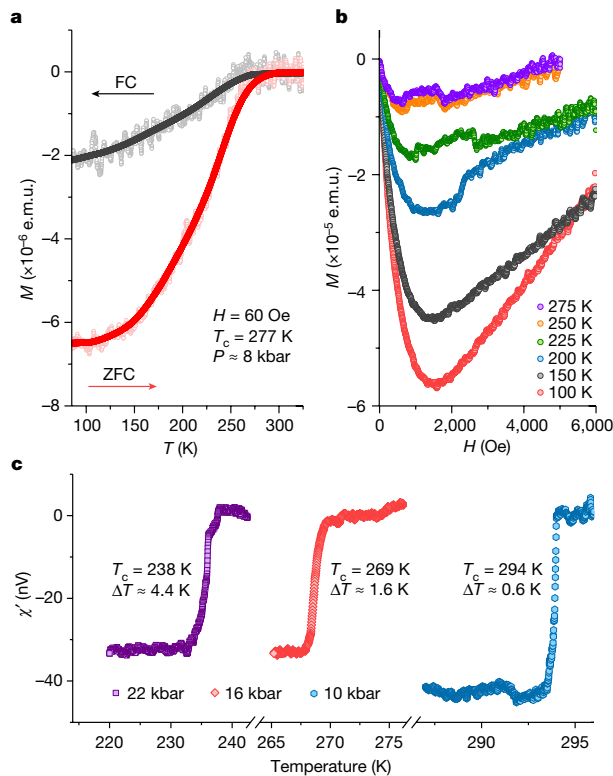 a
0
−2
−4
−6
−8
M (×10⁻⁶ e.m.u.)
FC
H = 60 Oe
Tc = 277 K
P ≈ 8 kbar
ZFC
100 150 200 250 300
T (K)
b
0
−2
−4
−6
M (×10⁻⁵ e.m.u.)
275 K
250 K
225 K
200 K
150 K
100 K
0 2,000 4,000 6,000
H (Oe)
c
0
−20
−40
χ′ (nV)
Tc = 238 K
ΔT ≈ 4.4 K
Tc = 269 K
ΔT ≈ 1.6 K
Tc = 294 K
ΔT ≈ 0.6 K
22 kbar 16 kbar 10 kbar
220 230 240 265 270 275 290 295
Temperature (K)